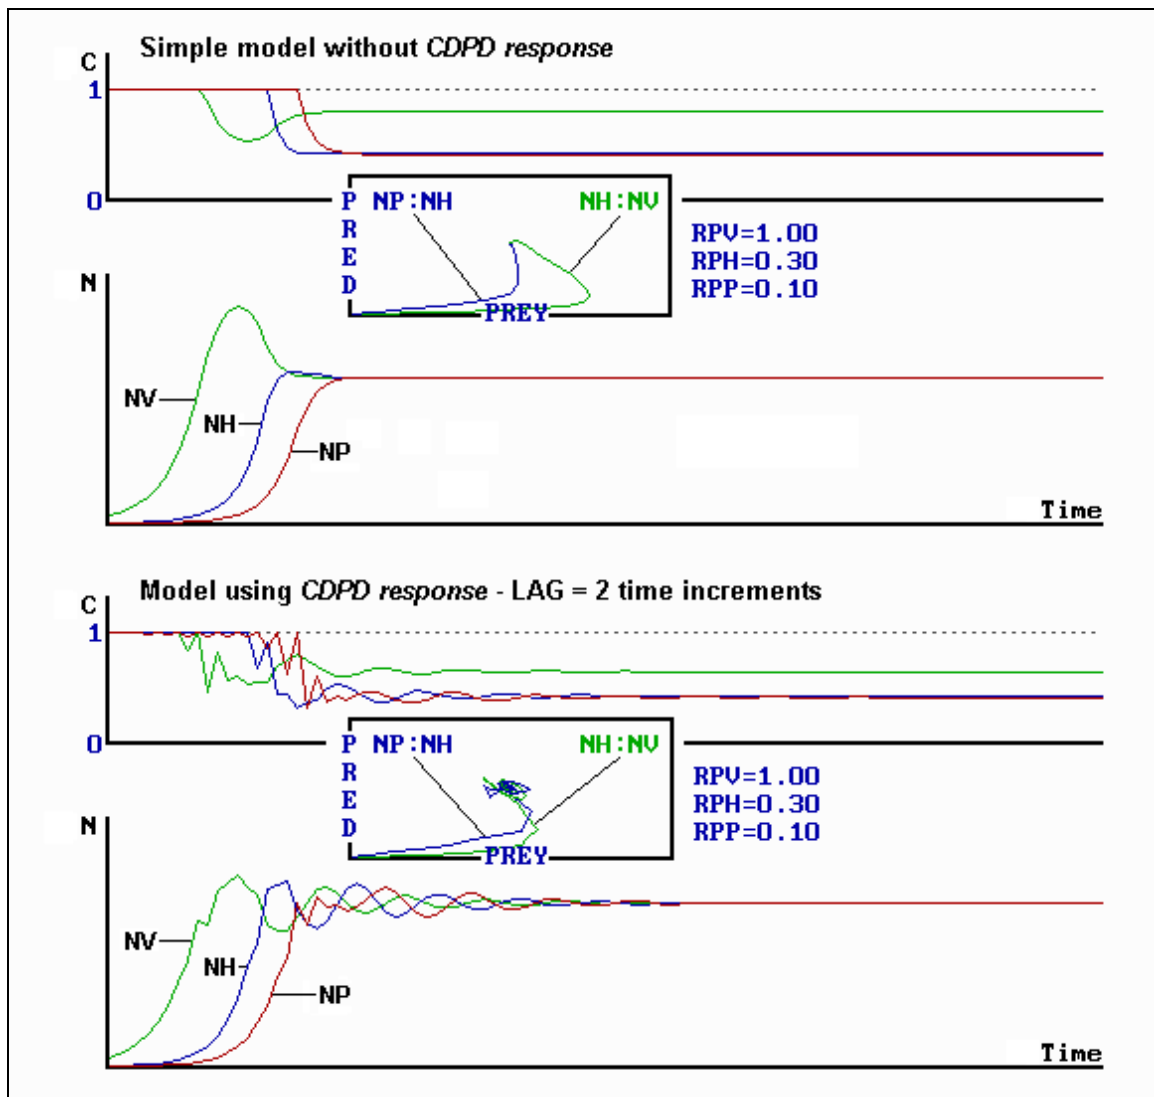 Simple model without CDPD response
C
1
0
P
R
E
D
NP:NH
NH:NV
PREY
RPV=1.00
RPH=0.30
RPP=0.10
N
NV
NH
NP
Time
Model using CDPD response - LAG = 2 time increments
C
1
0
P
R
E
D
NP:NH
NH:NV
PREY
RPV=1.00
RPH=0.30
RPP=0.10
N
NV
NH
NP
Time